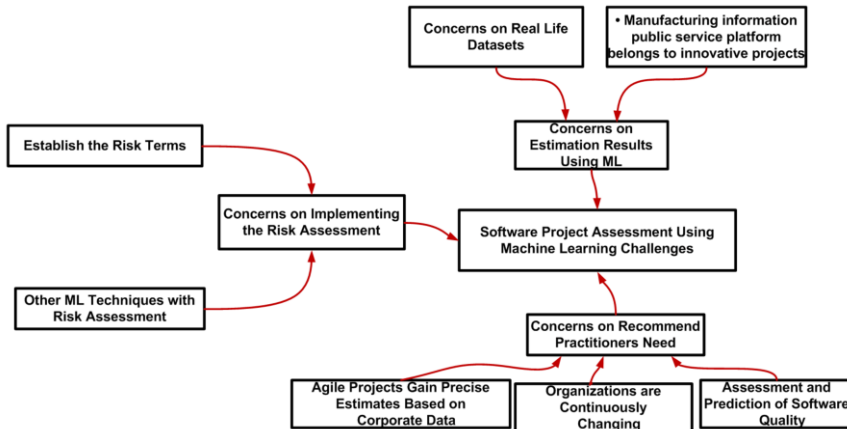 Concerns on Real Life
Datasets
• Manufacturing information
public service platform
belongs to innovative projects
Establish the Risk Terms
Concerns on
Estimation Results
Using ML
Concerns on Implementing
the Risk Assessment
Software Project Assessment Using
Machine Learning Challenges
Other ML Techniques with
Risk Assessment
Concerns on Recommend
Practitioners Need
Agile Projects Gain Precise
Estimates Based on
Corporate Data
Organizations are
Continuously
Changing
Assessment and
Prediction of Software
Quality